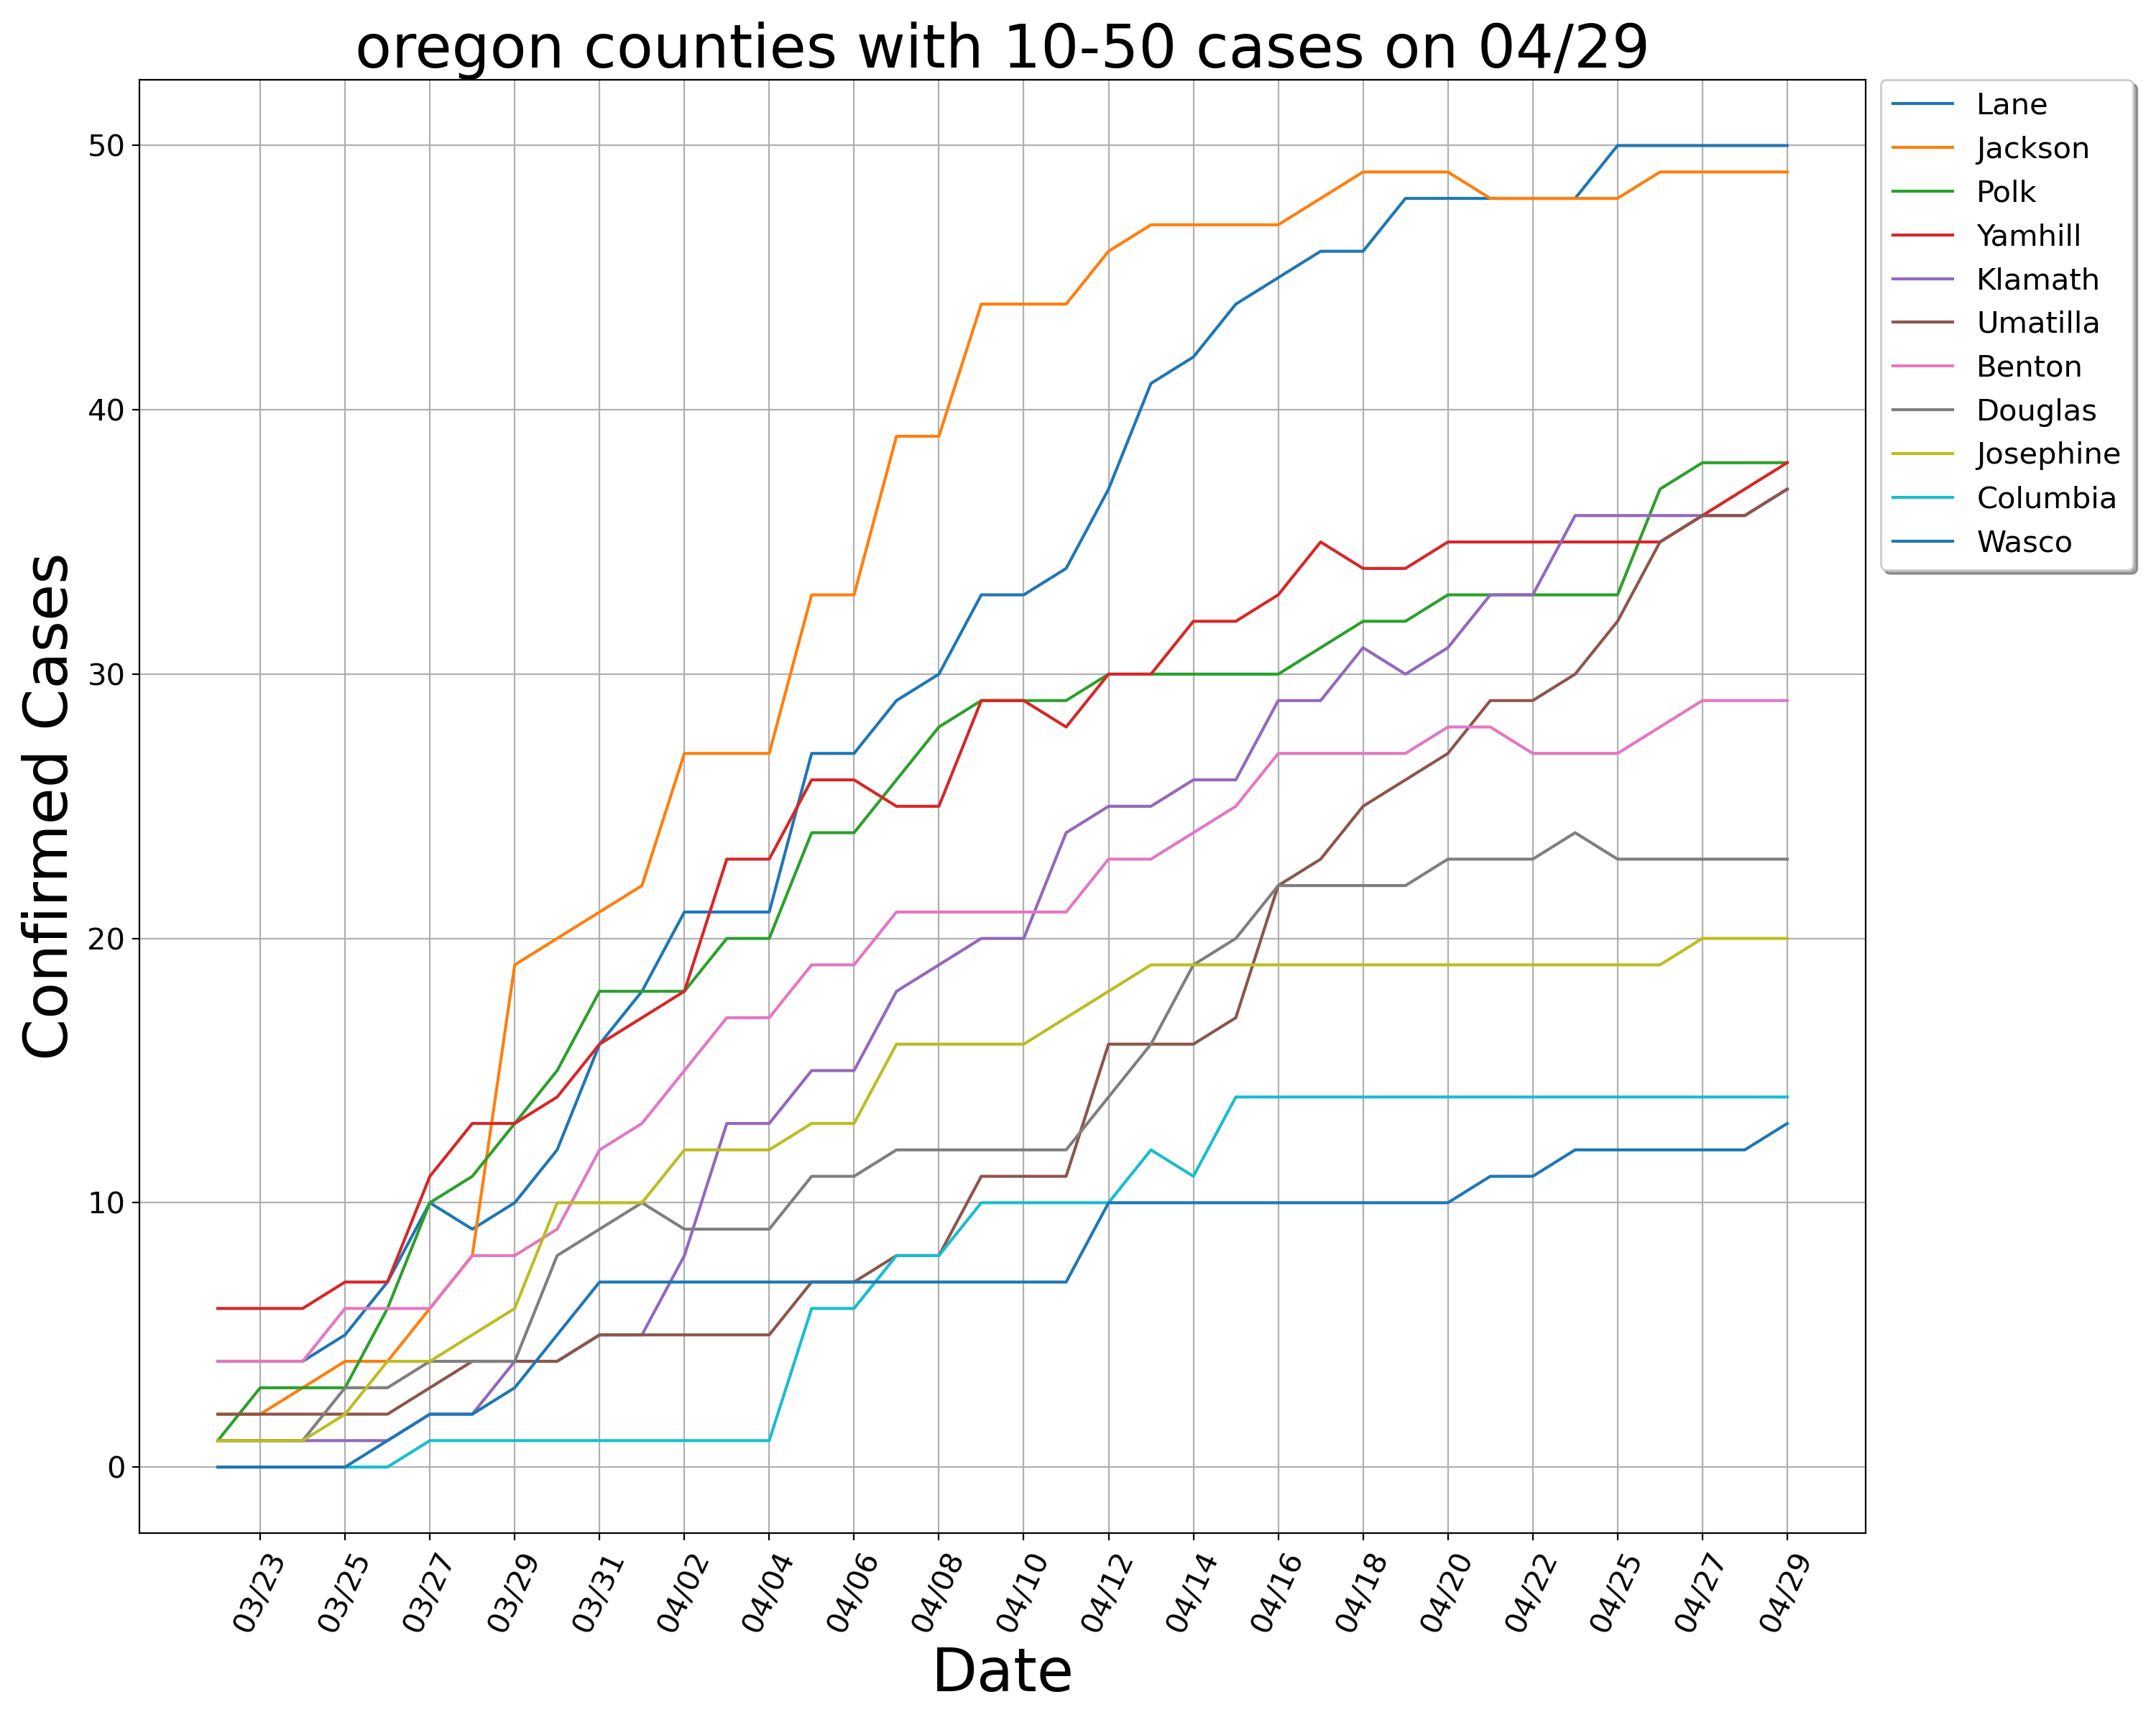 oregon counties with 10-50 cases on 04/29
Confirmed Cases
50
40
30
20
10
0
03/23
03/25
03/27
03/29
03/31
04/02
04/04
04/06
04/08
04/10
04/12
04/14
04/16
04/18
04/20
04/22
04/25
04/27
04/29
Date
Lane
Jackson
Polk
Yamhill
Klamath
Umatilla
Benton
Douglas
Josephine
Columbia
Wasco